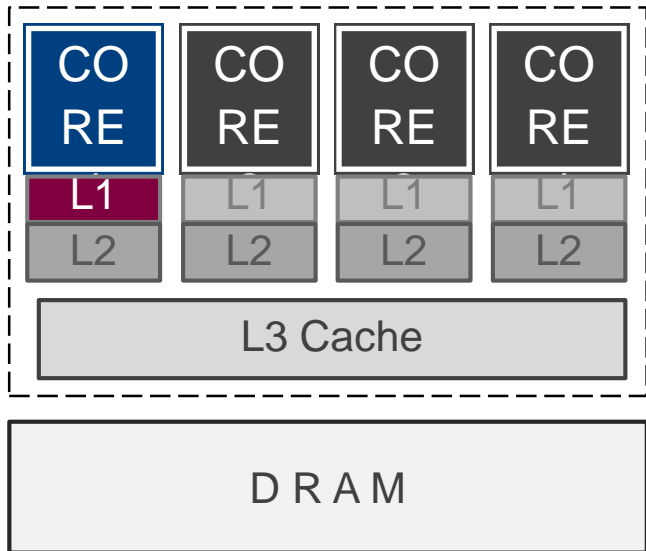 CO CO CO CO
RE RE RE RE
L1 L1 L1 L1
L2 L2 L2 L2
L3 Cache
D R A M